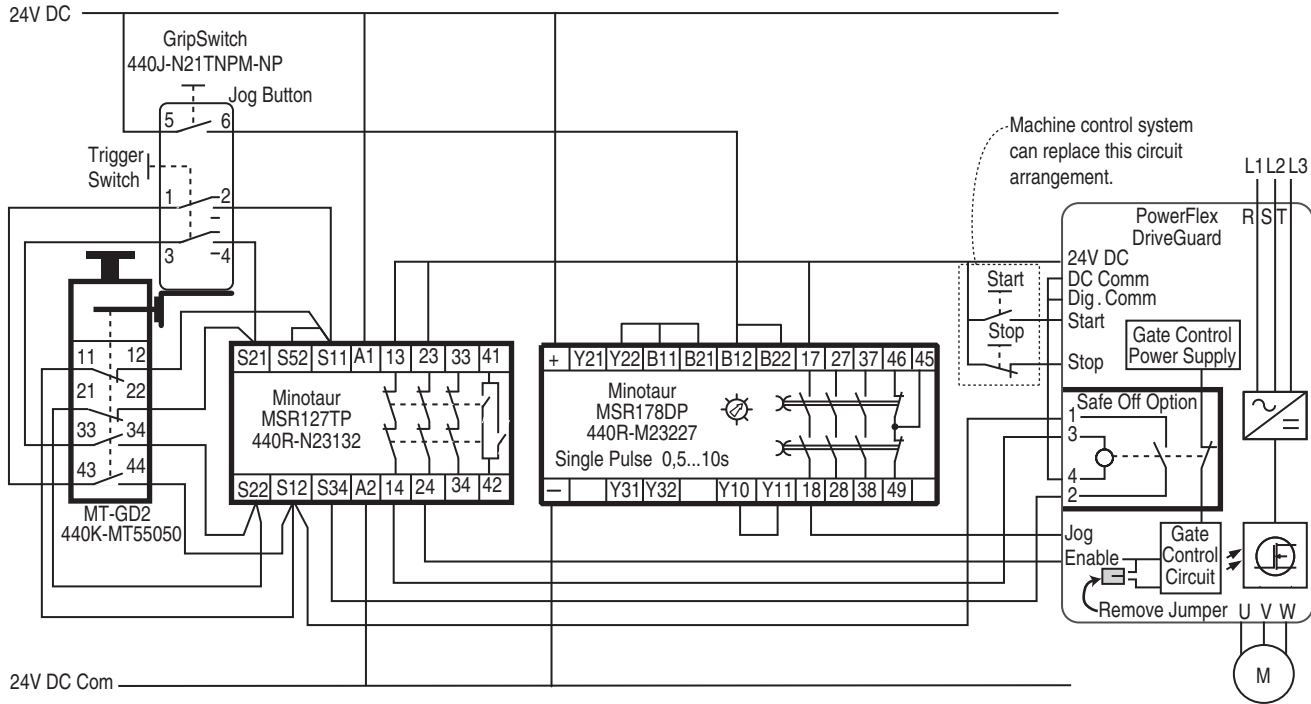 24V DC
GripSwitch
440J-N21TNPM-NP
Jog Button
5 6
Trigger
Switch
1 2
3 4
Machine control system
can replace this circuit
arrangement.
L1 L2 L3
PowerFlex
DriveGuard
R S T
24V DC
DC Comm
Dig . Comm
Start
Stop
Start
Stop
Gate Control
Power Supply
11 12
21 22
33 34
43 44
MT-GD2
440K-MT55050
S21 S52 S11 A1 13 23 33 41
Minotaur
MSR127TP
440R-N23132
S22 S12 S34 A2 14 24 34 42
+ Y21 Y22 B11 B21 B12 B22 17 27 37 46 45
Minotaur
MSR178DP
440R-M23227
Single Pulse 0,5...10s
– Y31 Y32 Y10 Y11 18 28 38 49
Safe Off Option
1
3
4
2
Jog
Enable
Gate
Control
Circuit
Remove Jumper
U V W
M
24V DC Com